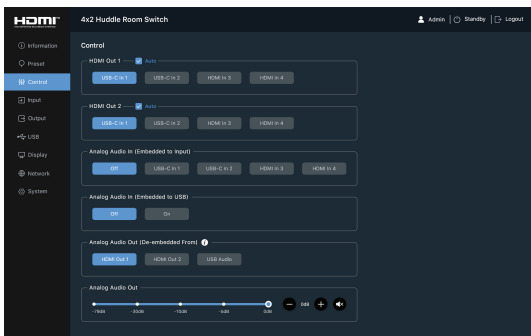 HDMI
4x2 Huddle Room Switch
Admin
Standby
Logout
Information
Preset
Control
Input
Output
USB
Display
Network
System
Control
HDMI Out 1
Auto
USB-C In 1 USB-C In 2 HDMI In 3 HDMI In 4
HDMI Out 2
Auto
USB-C In 1 USB-C In 2 HDMI In 3 HDMI In 4
Analog Audio In (Embedded to Input)
Off USB-C In 1 USB-C In 2 HDMI In 3 HDMI In 4
Analog Audio In (Embedded to USB)
Off On
Analog Audio Out (De-embedded From)
HDMI Out 1 HDMI Out 2 USB Audio
Analog Audio Out
0dB
-79dB -30dB -10dB -5dB 0dB